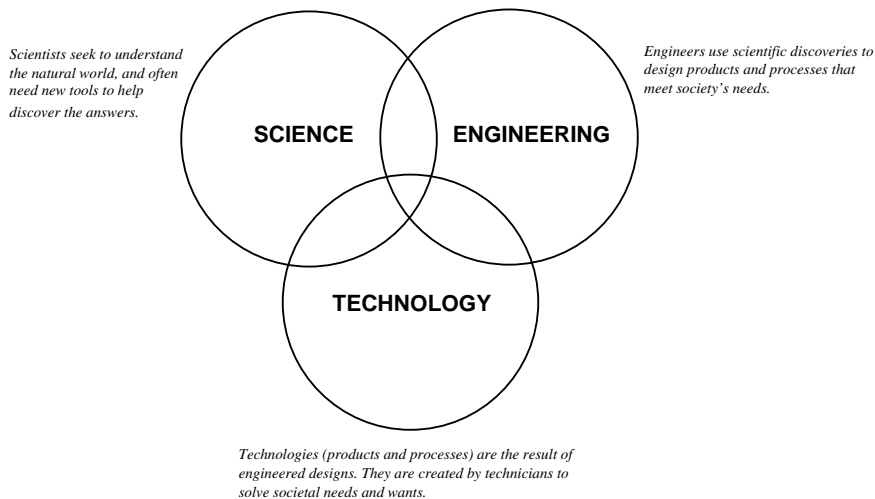 Scientists seek to understand
the natural world, and often
need new tools to help
discover the answers.
Engineers use scientific discoveries to
design products and processes that
meet society's needs.
SCIENCE
ENGINEERING
TECHNOLOGY
Technologies (products and processes) are the result of
engineered designs. They are created by technicians to
solve societal needs and wants.